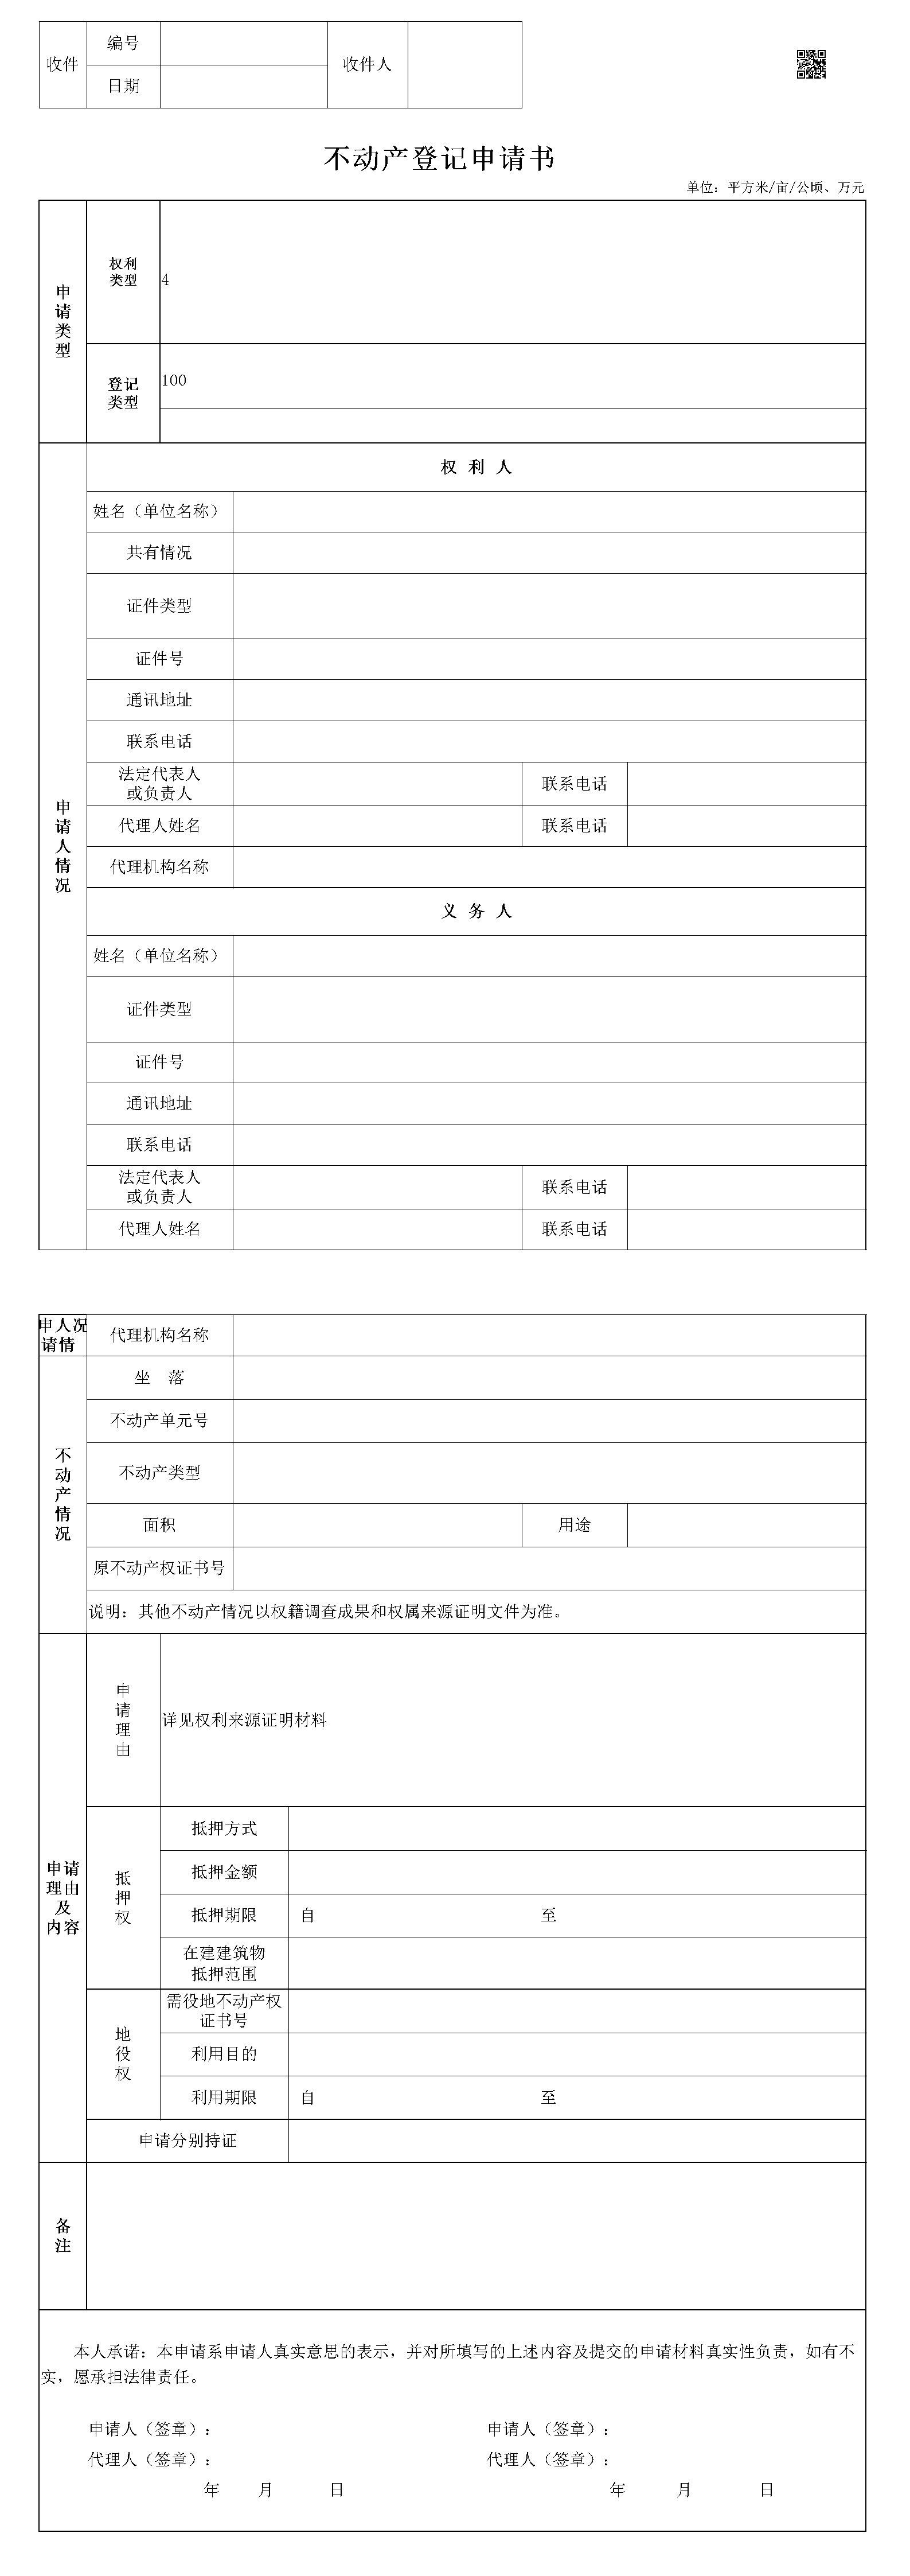 收件 编号 收件人
日期
不动产登记申请书
单位：平方米/亩/公顷、万元
申请类型
权利
类型
4
登记
类型
100
申请人情况
权 利 人
姓名（单位名称）
共有情况
证件类型
证件号
通讯地址
联系电话
法定代表人
或负责人
联系电话
代理人姓名 联系电话
代理机构名称
义 务 人
姓名（单位名称）
证件类型
证件号
通讯地址
联系电话
法定代表人
或负责人
联系电话
代理人姓名 联系电话
申人况
请情
代理机构名称
不动产情况
坐 落
不动产单元号
不动产类型
面积 用途
原不动产权证书号
说明：其他不动产情况以权籍调查成果和权属来源证明文件为准。
申请
理由
及
内容
申请理由
详见权利来源证明材料
抵押权
抵押方式
抵押金额
抵押期限 自 至
在建建筑物
抵押范围
地役权
需役地不动产权
证书号
利用目的
利用期限 自 至
申请分别持证
备注
本人承诺：本申请系申请人真实意思的表示，并对所填写的上述内容及提交的申请材料真实性负责，如有不
实，愿承担法律责任。
申请人（签章）： 申请人（签章）：
代理人（签章）： 代理人（签章）：
年 月 日 年 月 日